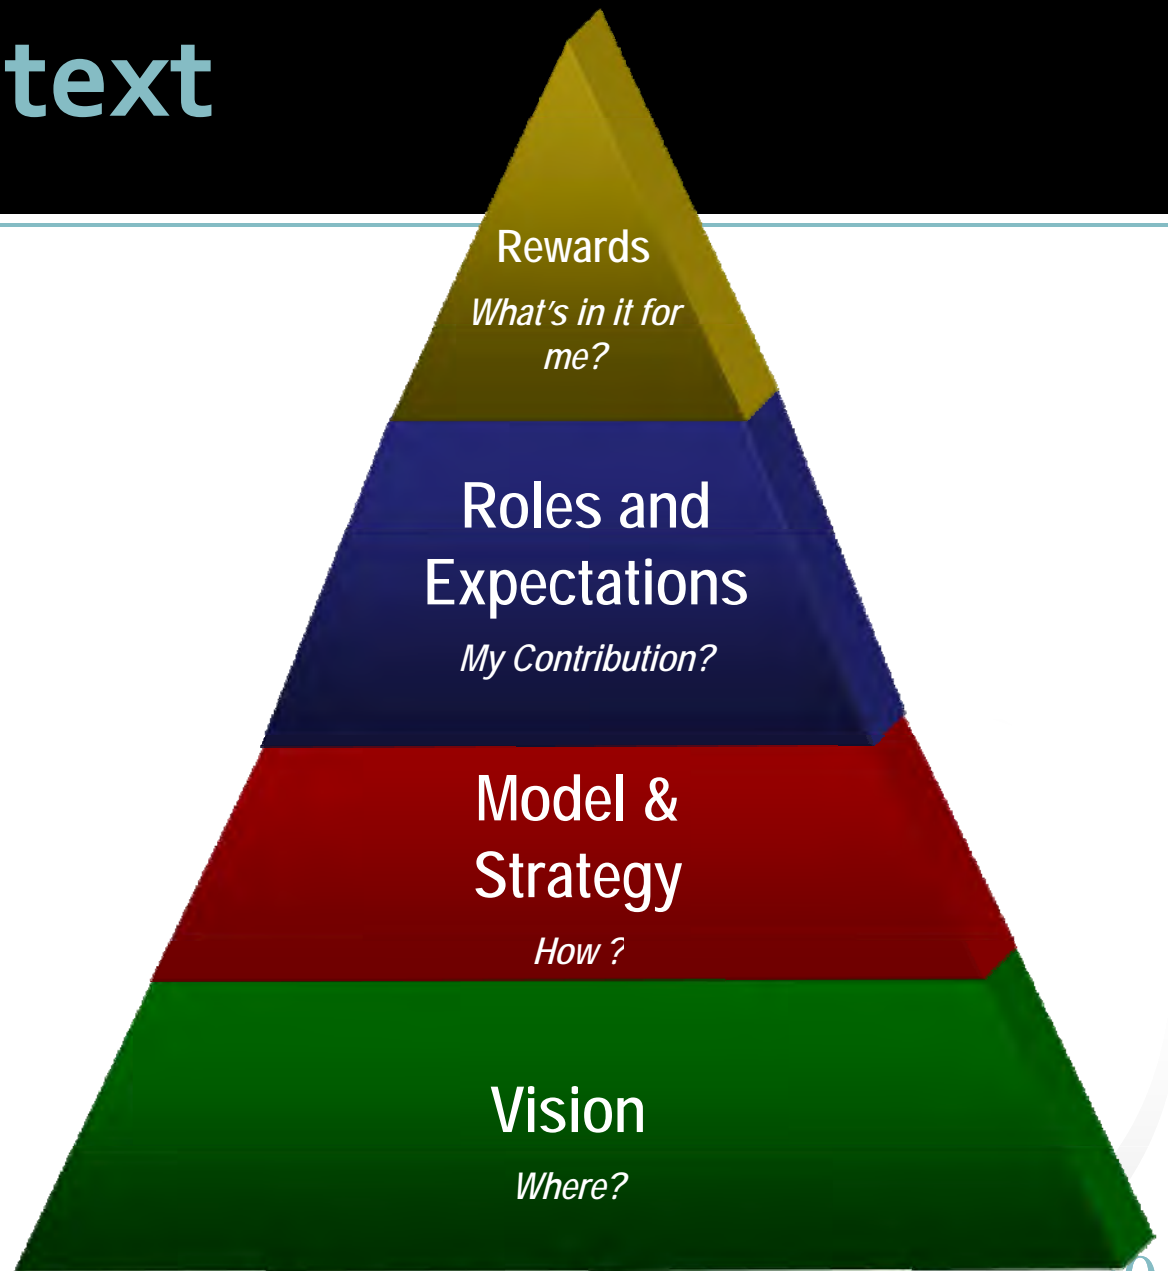 text
Rewards
What's in it for
me?
Roles and
Expectations
My Contribution?
Model &
Strategy
How ?
Vision
Where?